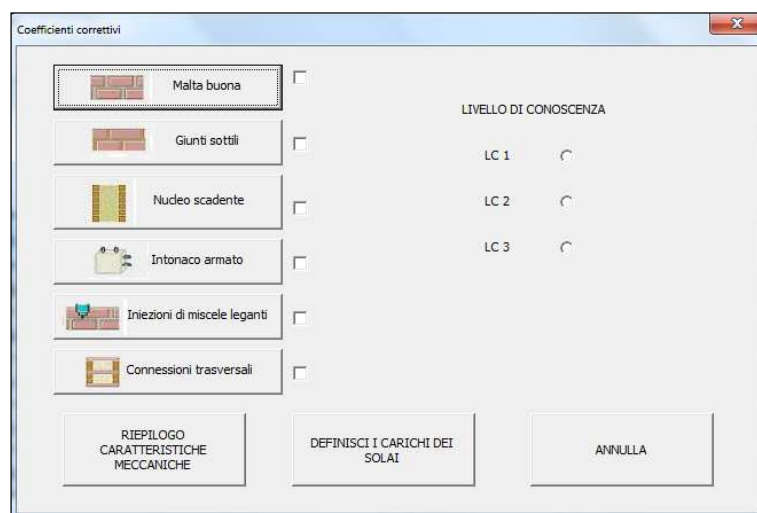 Coefficienti correttivi
Malta buona
Giunti sottili
Nucleo scadente
Intonaco armato
Iniezioni di miscele leganti
Connessioni trasversali
LIVELLO DI CONOSCENZA
LC 1
LC 2
LC 3
RIEPILOGO
CARATTERISTICHE
MECCANICHE
DEFINISCI I CARICHI DEI
SOLAI
ANNULLA